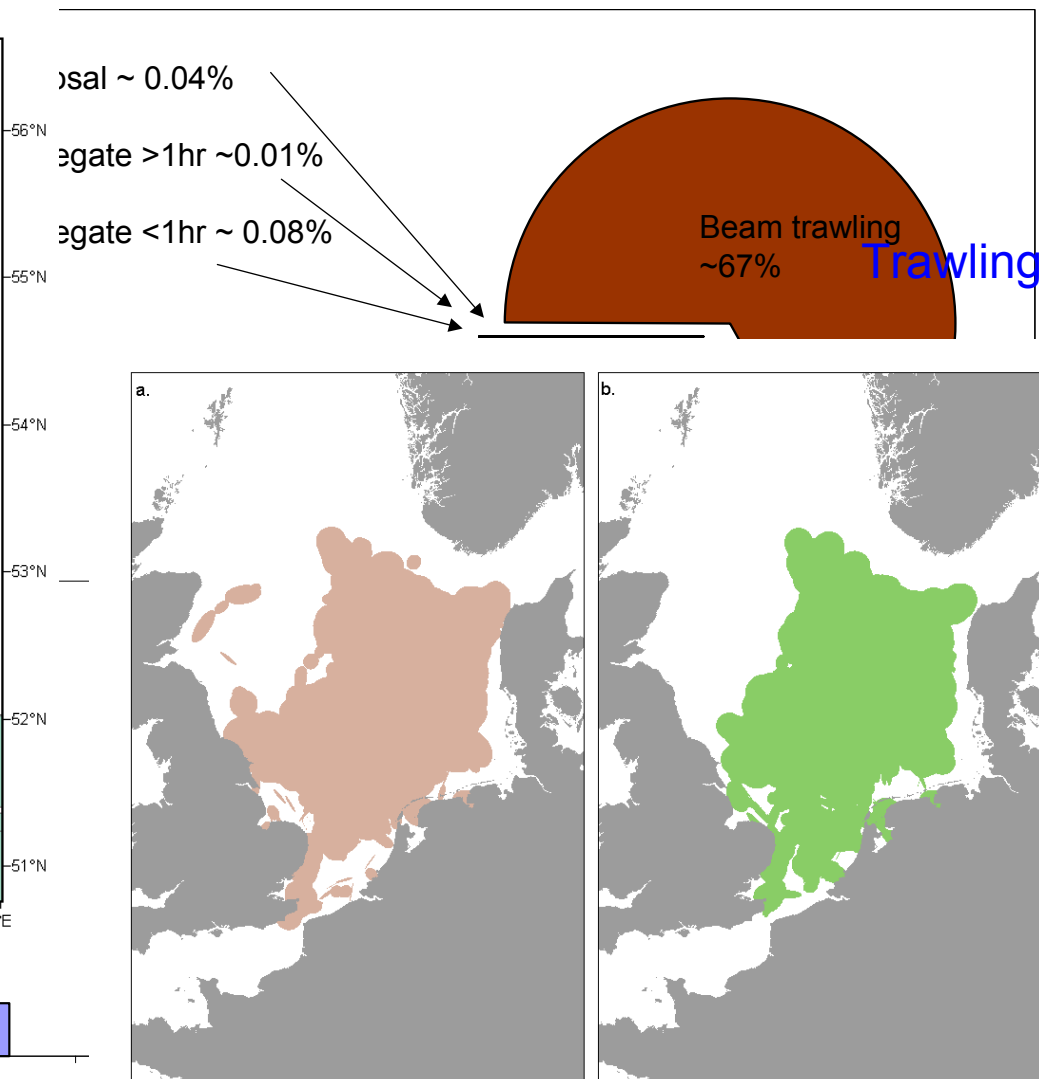 osal ~ 0.04%
egate >1hr ~0.01%
egate <1hr ~ 0.08%
Beam trawling
~67%
Trawling
56°N
55°N
54°N
53°N
52°N
51°N
°E
a.
b.